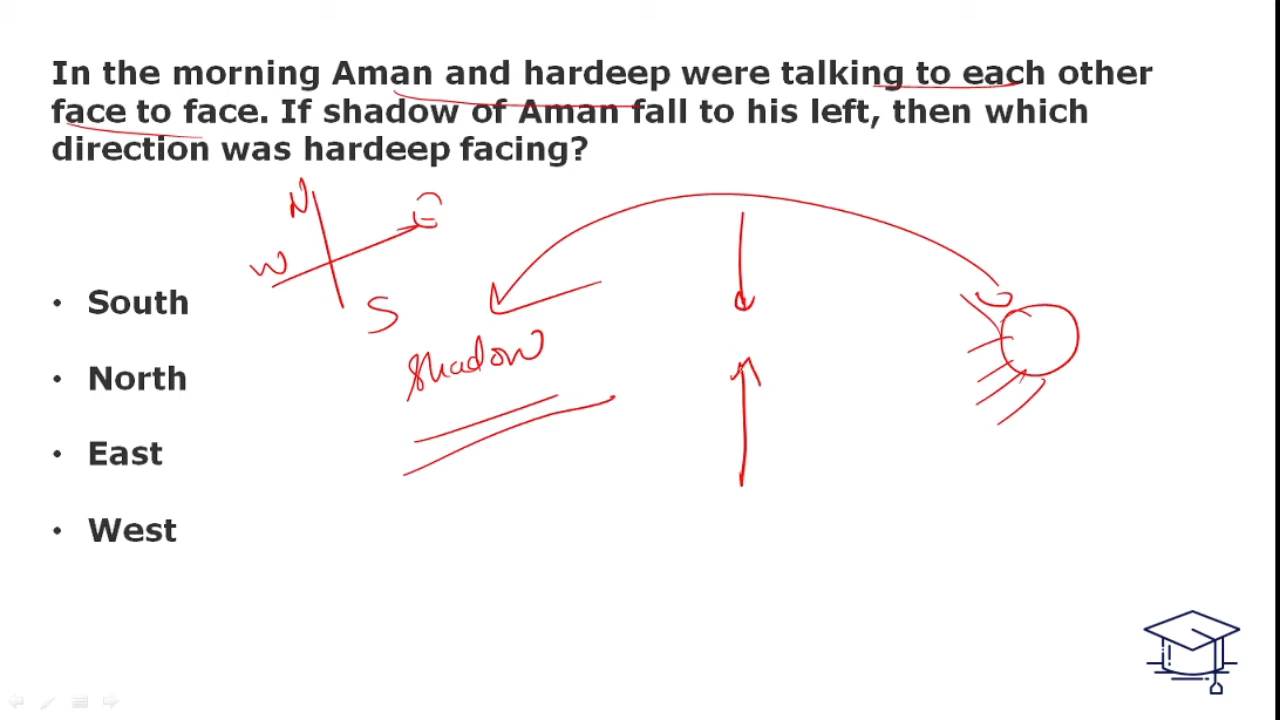 In the morning Aman and hardeep were talking to each other
face to face. If shadow of Aman fall to his left, then which
direction was hardeep facing?
N
E
W
S
• South
Shadow
• North
• East
• West